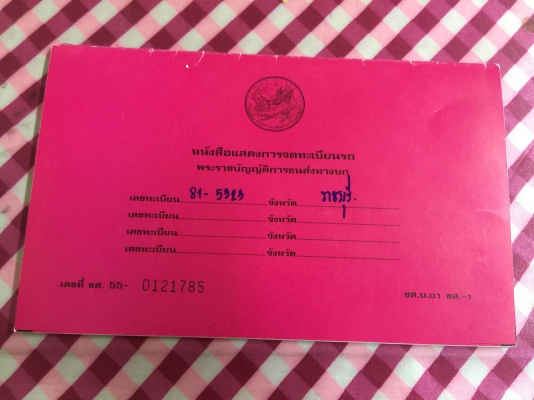 หนังสือแสดงการจดทะเบียนรถ
พระราชบัญญัติการขนส่งทางบก
เลขทะเบียน 81-5323 จังหวัด ราชบุรี.
เลขทะเบียน จังหวัด
เลขทะเบียน จังหวัด
เลขทะเบียน จังหวัด
เลขที่ ขส. 55- 0121785 ขส.บ.01 ขส.-1